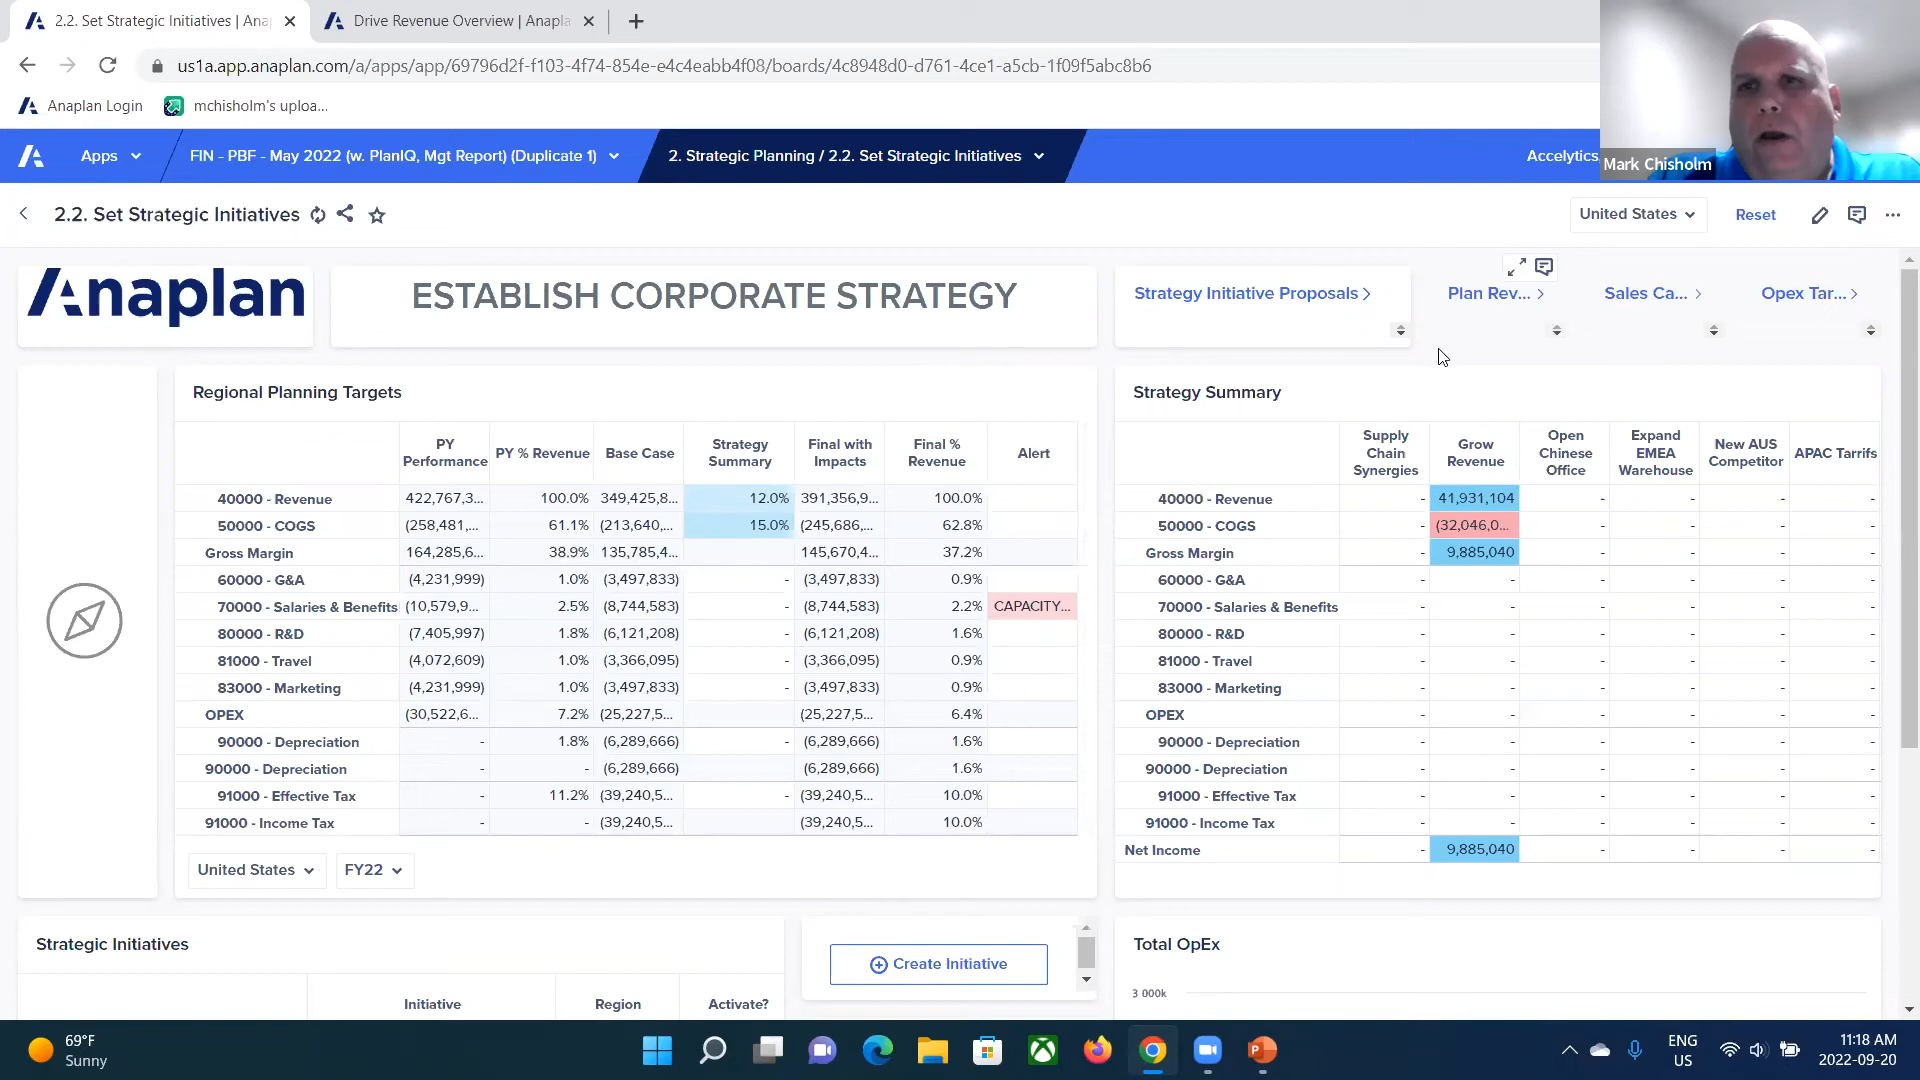 2.2. Set Strategic Initiatives | Ana
Drive Revenue Overview | Anapla
us1a.app.anaplan.com/a/apps/app/69796d2f-f103-4f74-854e-e4c4eabb4f08/boards/4c8948d0-d761-4ce1-a5cb-1f09f5abc8b6
Anaplan Login
mchisholm's uploa...
Apps
FIN - PBF - May 2022 (w. PlanIQ, Mgt Report) (Duplicate 1)
2. Strategic Planning / 2.2. Set Strategic Initiatives
Accelytics
Mark Chisholm
2.2. Set Strategic Initiatives
United States
Reset
Anaplan
ESTABLISH CORPORATE STRATEGY
Strategy Initiative Proposals
Plan Rev...
Sales Ca...
Opex Tar...
Regional Planning Targets
PY Performance PY % Revenue Base Case Strategy Summary Final with Impacts Final % Revenue Alert
40000 - Revenue 422,767,3... 100.0% 349,425,8... 12.0% 391,356,9... 100.0%
50000 - COGS (258,481,... 61.1% (213,640,... 15.0% (245,686,... 62.8%
Gross Margin 164,285,6... 38.9% 135,785,4... 145,670,4... 37.2%
60000 - G&A (4,231,999) 1.0% (3,497,833) - (3,497,833) 0.9%
70000 - Salaries & Benefits (10,579,9... 2.5% (8,744,583) - (8,744,583) 2.2% CAPACITY...
80000 - R&D (7,405,997) 1.8% (6,121,208) - (6,121,208) 1.6%
81000 - Travel (4,072,609) 1.0% (3,366,095) - (3,366,095) 0.9%
83000 - Marketing (4,231,999) 1.0% (3,497,833) - (3,497,833) 0.9%
OPEX (30,522,6... 7.2% (25,227,5... (25,227,5... 6.4%
90000 - Depreciation - 1.8% (6,289,666) (6,289,666) 1.6%
90000 - Depreciation - - (6,289,666) (6,289,666) 1.6%
91000 - Effective Tax - 11.2% (39,240,5... - (39,240,5... 10.0%
91000 - Income Tax - - (39,240,5... (39,240,5... 10.0%
United States
FY22
Strategy Summary
Supply Chain Synergies Grow Revenue Open Chinese Office Expand EMEA Warehouse New AUS Competitor APAC Tarrifs
40000 - Revenue - 41,931,104 - - - -
50000 - COGS - (32,046,0... - - - -
Gross Margin - 9,885,040 - - - -
60000 - G&A - - - - - -
70000 - Salaries & Benefits - - - - - -
80000 - R&D - - - - - -
81000 - Travel - - - - - -
83000 - Marketing - - - - - -
OPEX - - - - - -
90000 - Depreciation - - - - - -
90000 - Depreciation - - - - - -
91000 - Effective Tax - - - - - -
91000 - Income Tax - - - - - -
Net Income - 9,885,040 - - - -
Strategic Initiatives
Initiative Region Activate?
Create Initiative
Total OpEx
3 000k
69°F
Sunny
ENG
US
11:18 AM
2022-09-20